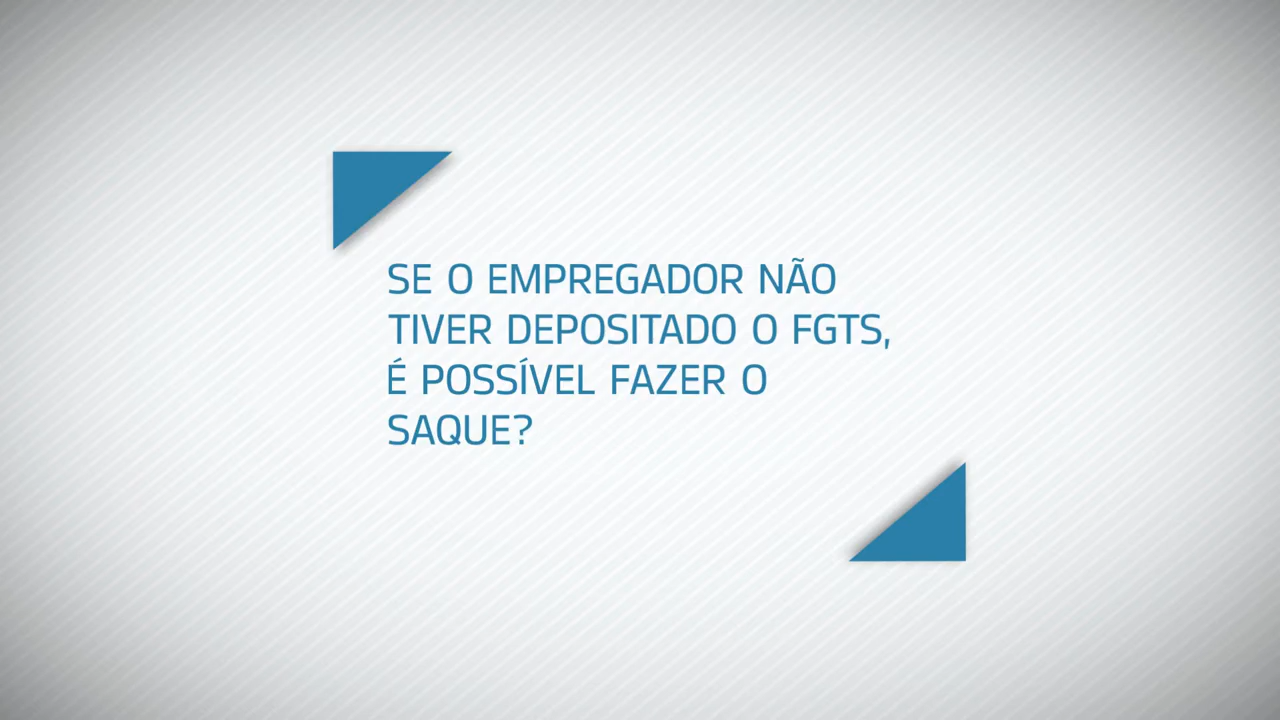 SE O EMPREGADOR NÃO
TIVER DEPOSITADO O FGTS,
É POSSÍVEL FAZER O
SAQUE?